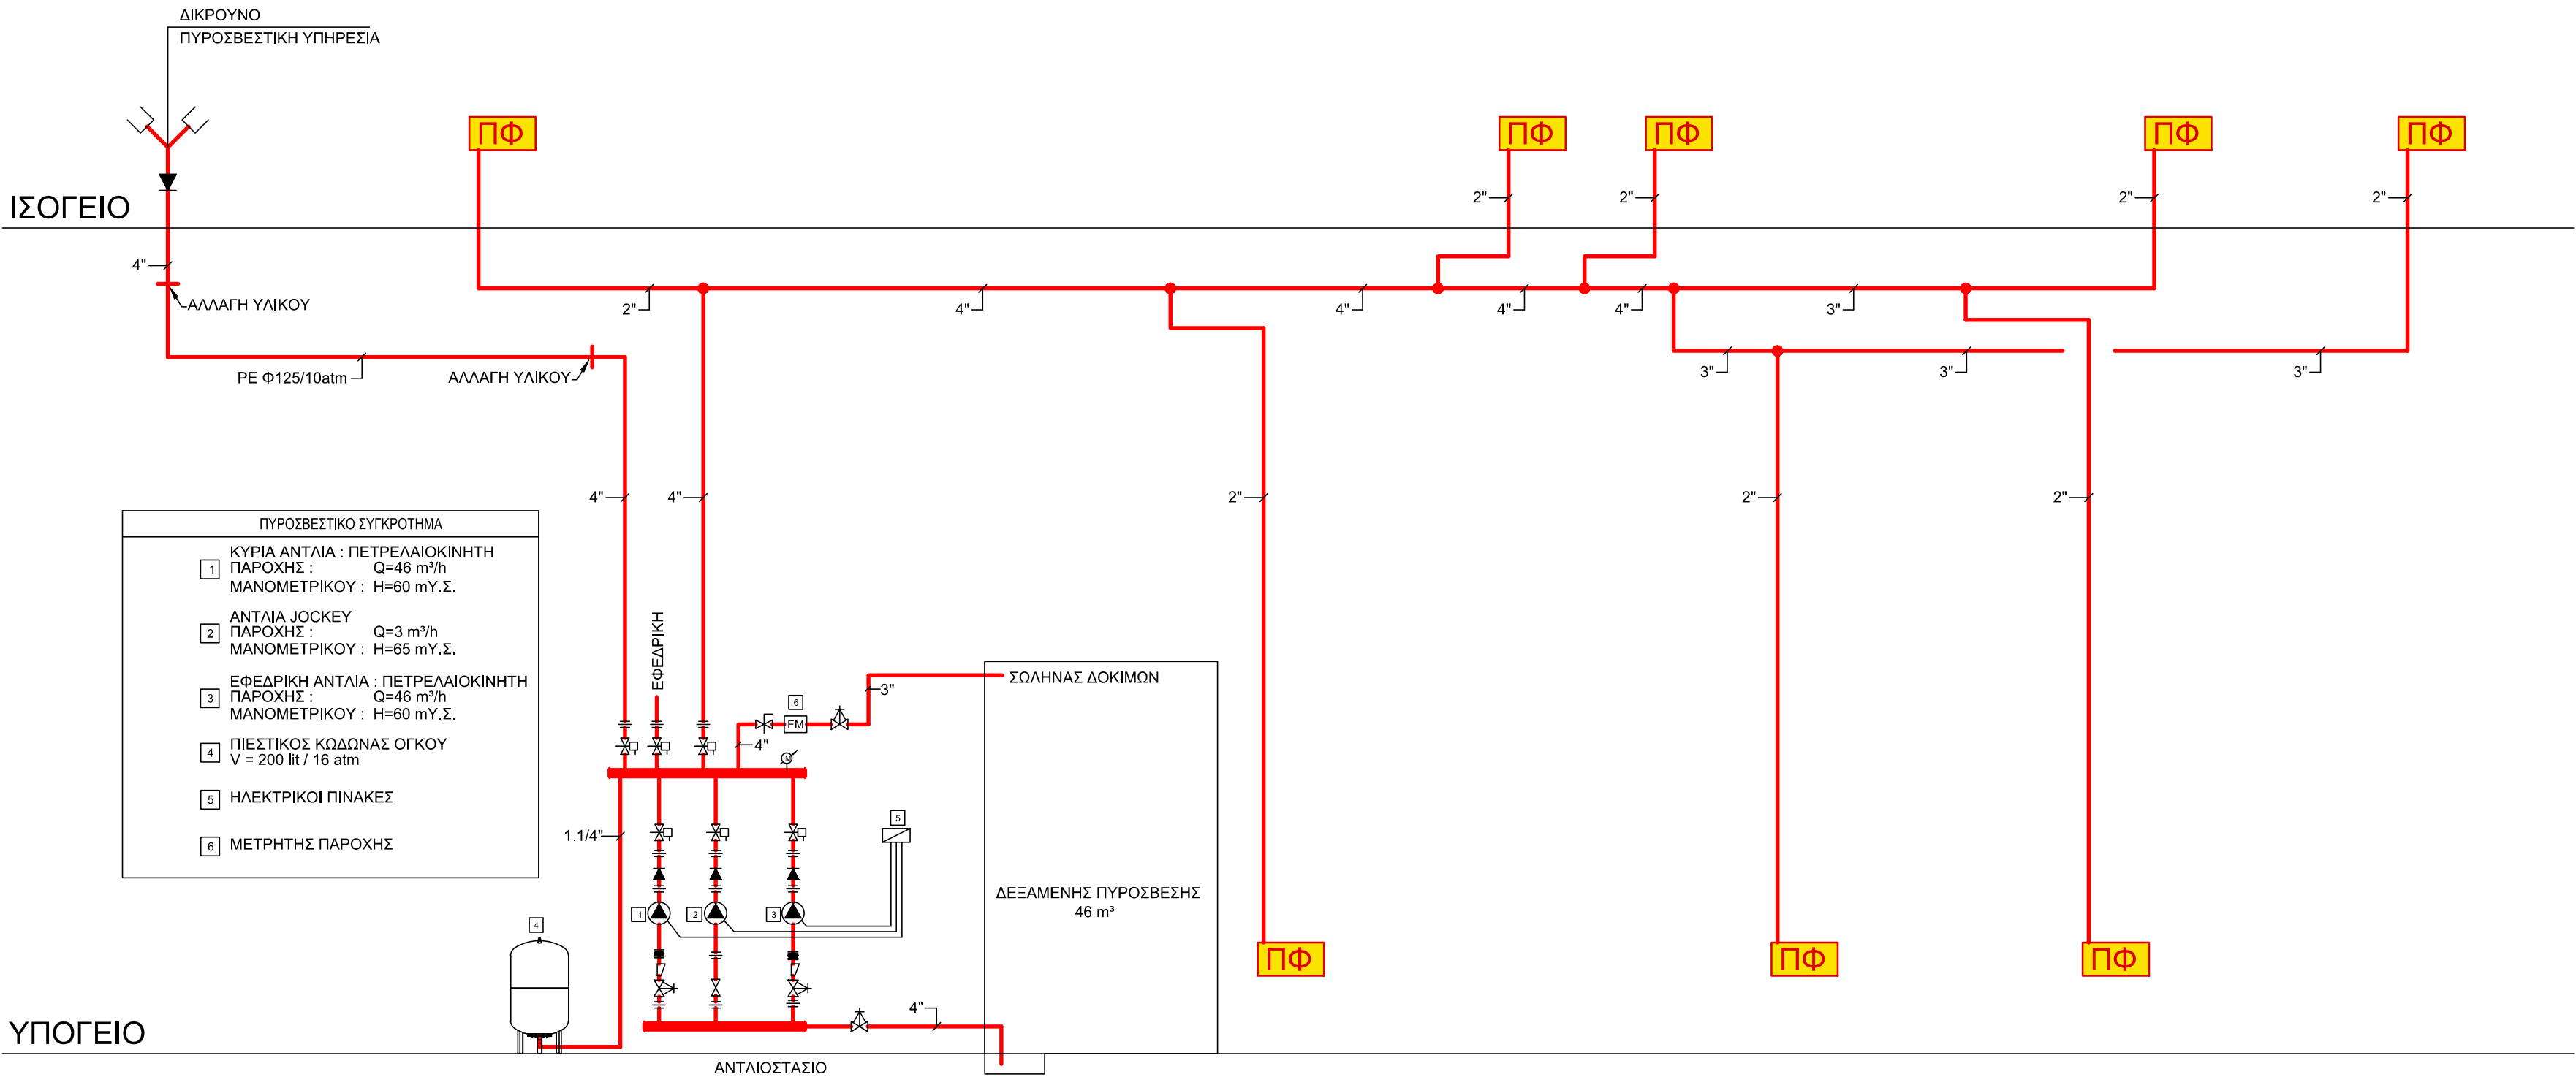 ΔΙΚΡΟΥΝΟ
ΠΥΡΟΣΒΕΣΤΙΚΗ ΥΠΗΡΕΣΙΑ
ΠΦ
ΠΦ
ΠΦ
ΠΦ
ΠΦ
2"
2"
2"
2"
ΙΣΟΓΕΙΟ
4"
ΑΛΛΑΓΗ ΥΛΙΚΟΥ
2"
4"
4"
4"
4"
3"
PE Φ125/10atm
ΑΛΛΑΓΗ ΥΛΙΚΟΥ
3"
3"
3"
4"
4"
2"
2"
2"
ΠΥΡΟΣΒΕΣΤΙΚΟ ΣΥΓΚΡΟΤΗΜΑ
1
ΚΥΡΙΑ ΑΝΤΛΙΑ : ΠΕΤΡΕΛΑΙΟΚΙΝΗΤΗ
ΠΑΡΟΧΗΣ : Q=46 m³/h
ΜΑΝΟΜΕΤΡΙΚΟΥ : H=60 mΥ.Σ.
2
ΑΝΤΛΙΑ JOCKEY
ΠΑΡΟΧΗΣ : Q=3 m³/h
ΜΑΝΟΜΕΤΡΙΚΟΥ : H=65 mΥ.Σ.
3
ΕΦΕΔΡΙΚΗ ΑΝΤΛΙΑ : ΠΕΤΡΕΛΑΙΟΚΙΝΗΤΗ
ΠΑΡΟΧΗΣ : Q=46 m³/h
ΜΑΝΟΜΕΤΡΙΚΟΥ : H=60 mΥ.Σ.
4
ΠΙΕΣΤΙΚΟΣ ΚΩΔΩΝΑΣ ΟΓΚΟΥ
V = 200 lit / 16 atm
5
ΗΛΕΚΤΡΙΚΟΙ ΠΙΝΑΚΕΣ
6
ΜΕΤΡΗΤΗΣ ΠΑΡΟΧΗΣ
ΕΦΕΔΡΙΚΗ
ΣΩΛΗΝΑΣ ΔΟΚΙΜΩΝ
3"
6
FM
4"
M
1.1/4"
5
ΔΕΞΑΜΕΝΗΣ ΠΥΡΟΣΒΕΣΗΣ
46 m³
1
2
3
4
ΠΦ
ΠΦ
ΠΦ
4"
ΥΠΟΓΕΙΟ
ΑΝΤΛΙΟΣΤΑΣΙΟ